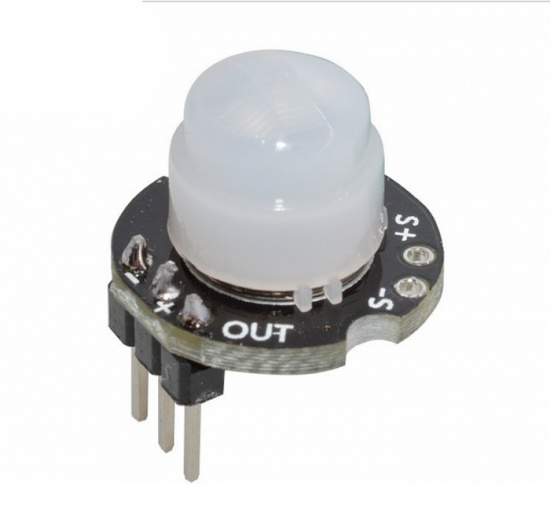 S+
S-
- + OUT